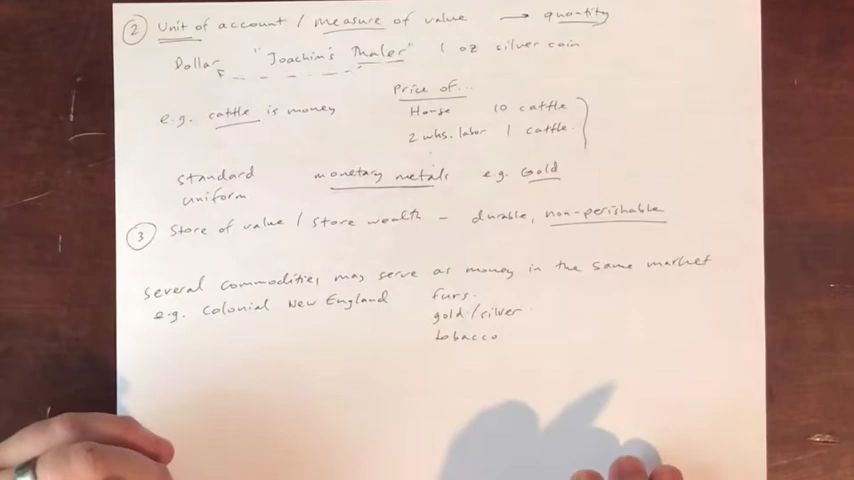 ② Unit of account / measure of value → quantity
Dollar "Joachim's Thaler" 1 oz silver coin
Price of...
e.g. cattle is money House 10 cattle
2 wks. labor 1 cattle.
standard monetary metals e.g. Gold
uniform
③ Store of value / store wealth - durable, non-perishable
Several commodities may serve as money in the same market
e.g. Colonial New England furs.
gold/silver
tobacco